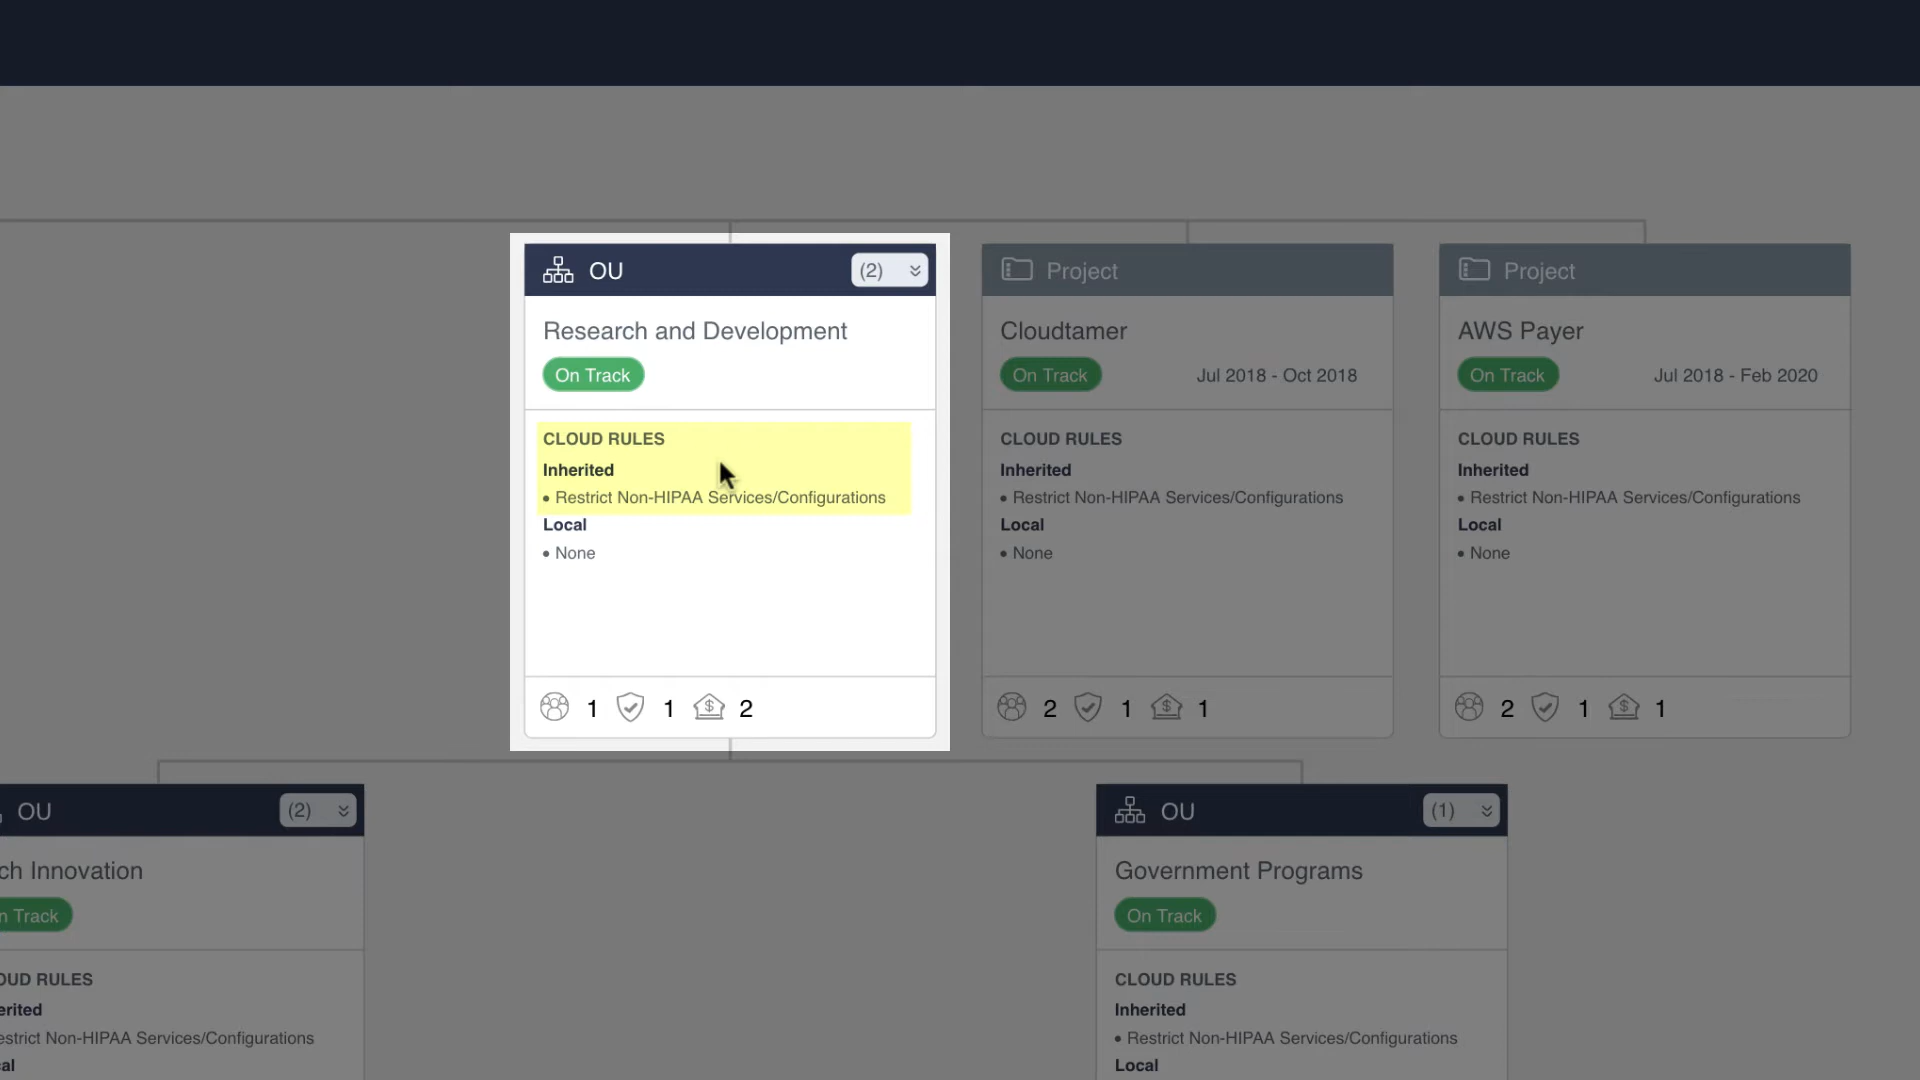 OU (2)
Research and Development
On Track
CLOUD RULES
Inherited
• Restrict Non-HIPAA Services/Configurations
Local
• None
1 1 2
Project
Cloudtamer
On Track Jul 2018 - Oct 2018
CLOUD RULES
Inherited
• Restrict Non-HIPAA Services/Configurations
Local
• None
2 1 1
Project
AWS Payer
On Track Jul 2018 - Feb 2020
CLOUD RULES
Inherited
• Restrict Non-HIPAA Services/Configurations
Local
• None
2 1 1
OU (2)
ch Innovation
n Track
OUD RULES
erited
estrict Non-HIPAA Services/Configurations
al
OU (1)
Government Programs
On Track
CLOUD RULES
Inherited
• Restrict Non-HIPAA Services/Configurations
Local